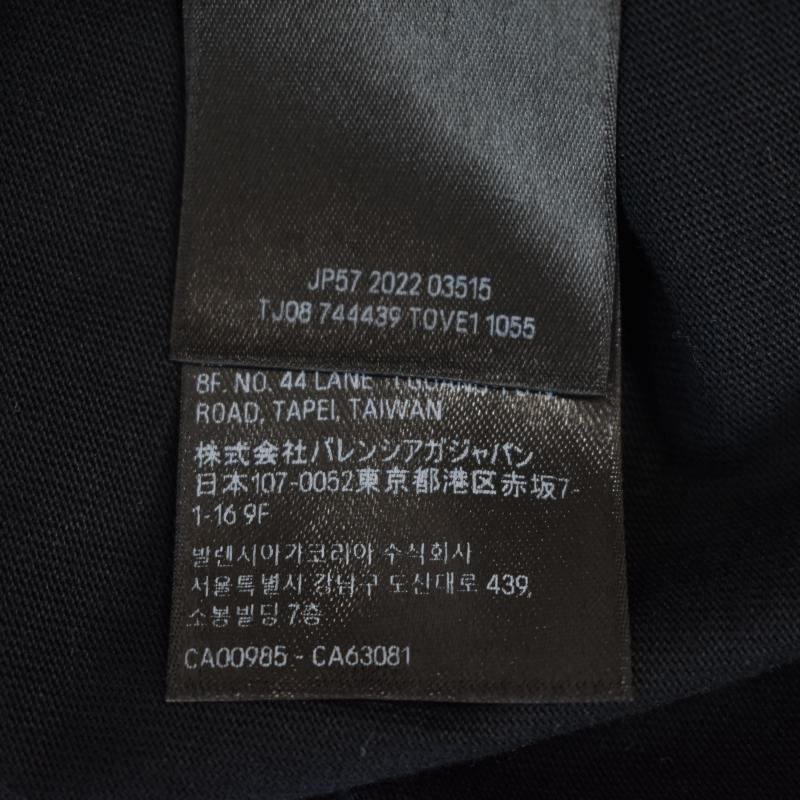 JP57 2022 03515
TJ08 744439 TOVE1 1055
8F. NO. 44 LANE
ROAD, TAPEI, TAIWAN
株式会社バレンシアガジャパン
日本107-0052東京都港区赤坂7-
1-16 9F
발렌시아가코리아 수식회사
서울특별시 강남구 도신대로 439,
소봉빌딩 7층
CA00985 - CA63081